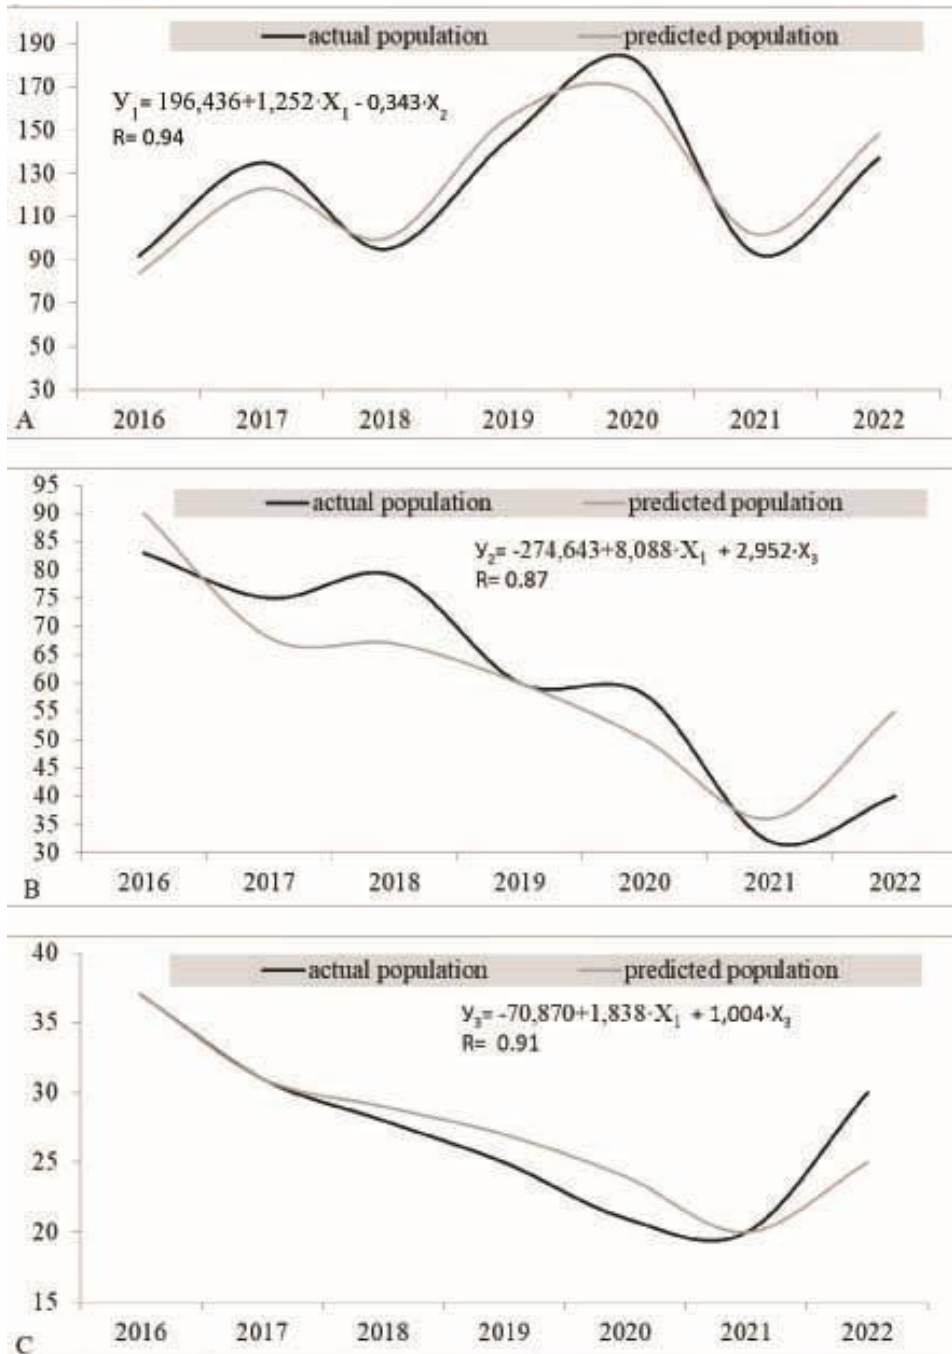 actual population predicted population
190
170
150
130
110
90
70
50
30
У₁= 196,436+1,252·X₁ - 0,343·X₂
R= 0.94
A
2016 2017 2018 2019 2020 2021 2022
actual population predicted population
95
90
85
80
75
70
65
60
55
50
45
40
35
30
У₂= -274,643+8,088·X₁ + 2,952·X₃
R= 0.87
B
2016 2017 2018 2019 2020 2021 2022
actual population predicted population
40
35
30
25
20
15
У₃= -70,870+1,838·X₁ + 1,004·X₃
R= 0.91
C
2016 2017 2018 2019 2020 2021 2022